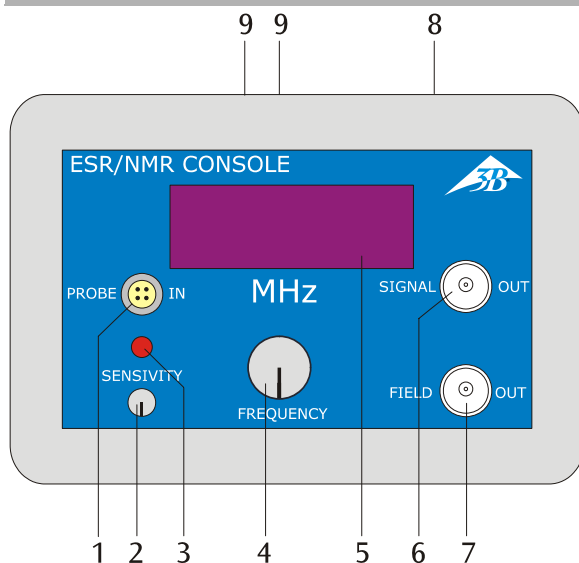 9 9 8
ESR/NMR CONSOLE
3B
PROBE IN
MHz
SIGNAL OUT
SENSIVITY
FREQUENCY
FIELD OUT
1 2 3 4 5 6 7